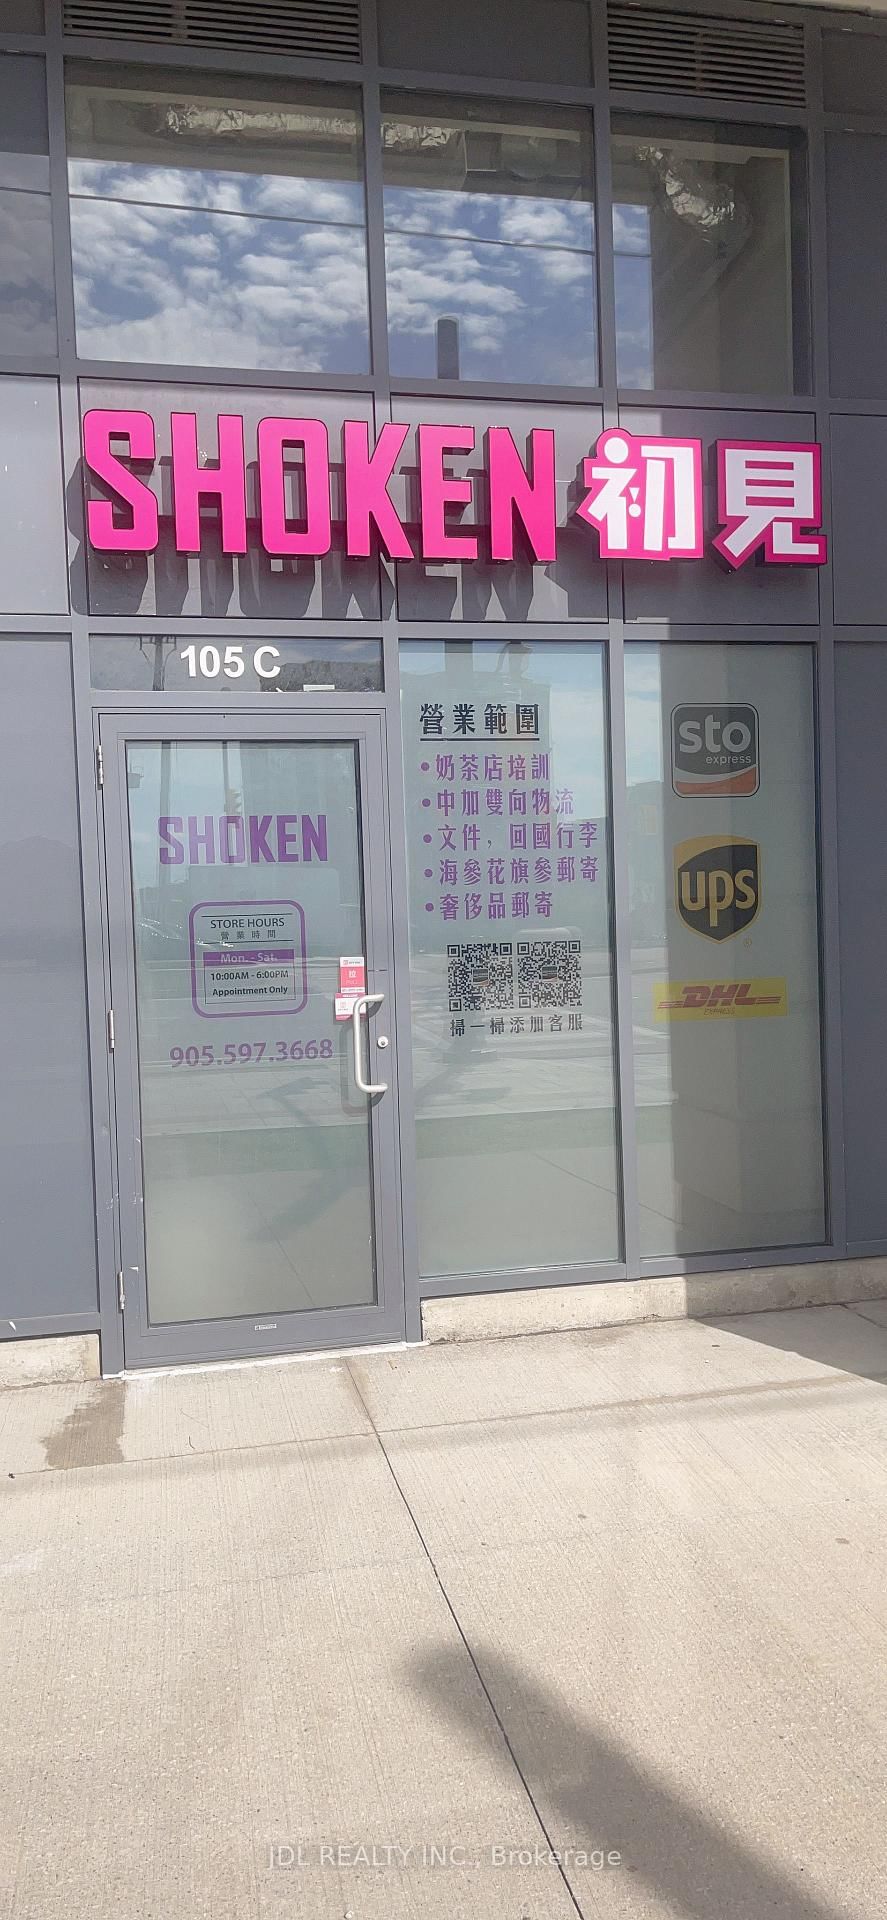 SHOKEN 初見
105 C
SHOKEN
STORE HOURS
營業時間
Mon. - Sat.
10:00AM - 6:00PM
Appointment Only
905.597.3668
營業範圍
•奶茶店培訓
•中加雙向物流
•文件，回國行李
•海參花旗參郵寄
•奢侈品郵寄
掃一掃添加客服
sto
express
ups
DHL
EXPRESS
JDL REALTY INC., Brokerage